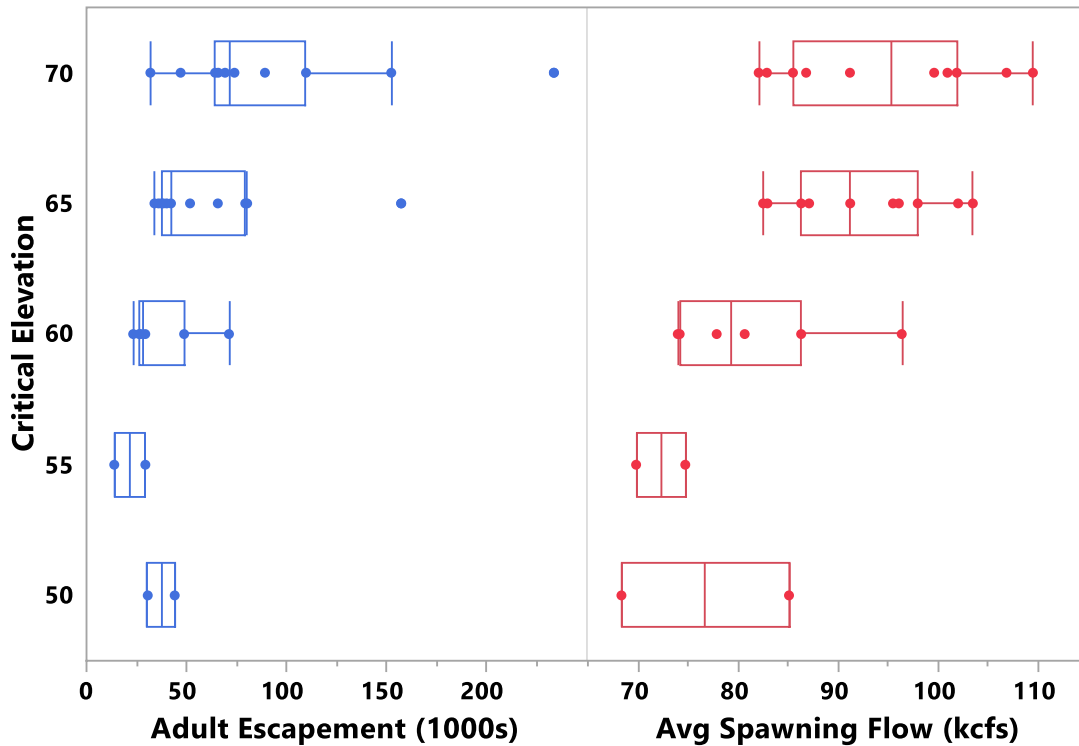 Critical Elevation
70
65
60
55
50
0 50 100 150 200
70 80 90 100 110
Adult Escapement (1000s)
Avg Spawning Flow (kcfs)